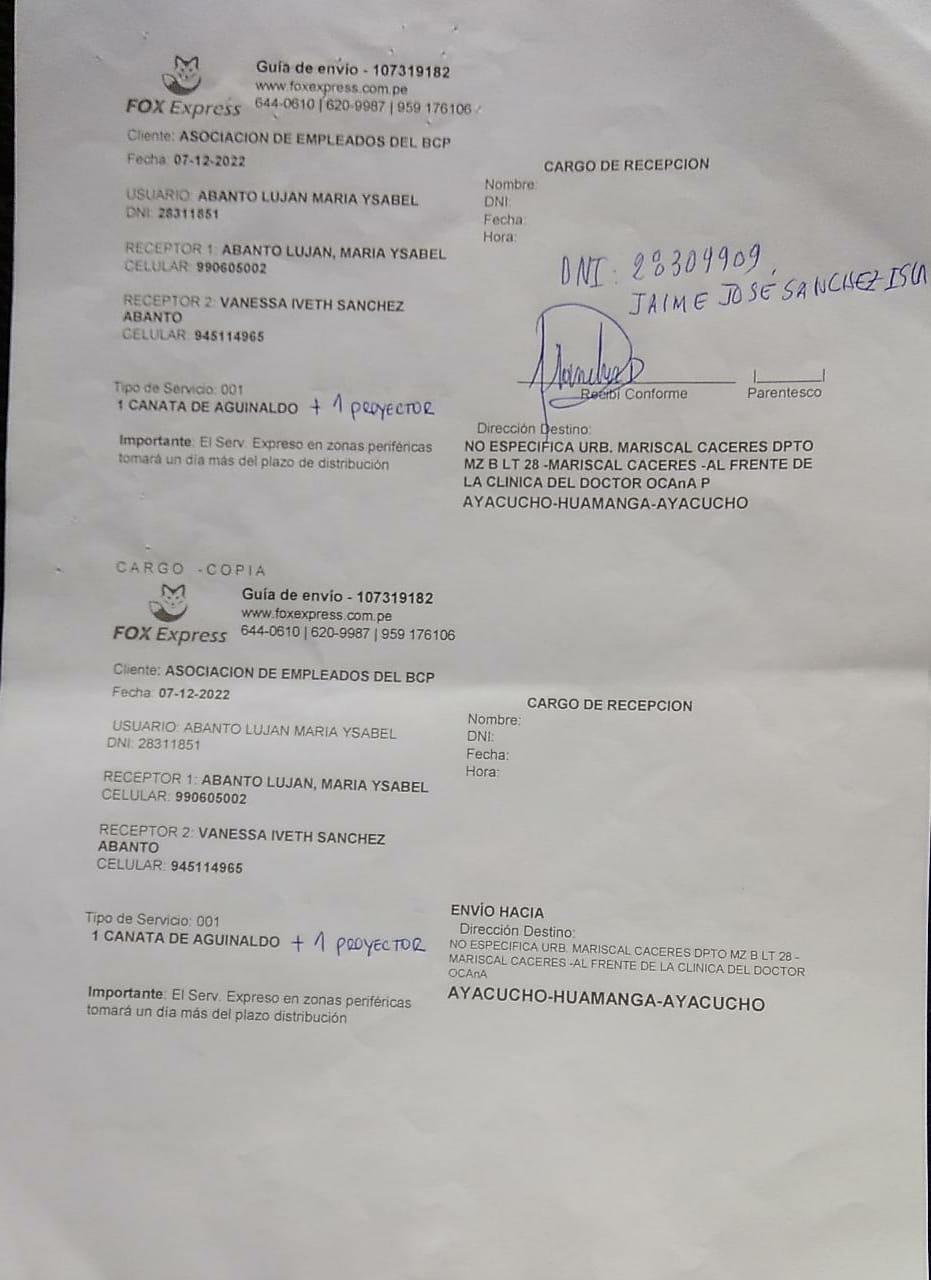 Guía de envío - 107319182
www.foxexpress.com.pe
FOX Express 644-0610 | 620-9987 | 959 176106
Cliente: ASOCIACION DE EMPLEADOS DEL BCP
Fecha: 07-12-2022
USUARIO: ABANTO LUJAN MARIA YSABEL
DNI: 28311851
RECEPTOR 1: ABANTO LUJAN, MARIA YSABEL
CELULAR: 990605002
RECEPTOR 2: VANESSA IVETH SANCHEZ
ABANTO
CELULAR: 945114965
Tipo de Servicio: 001
1 CANATA DE AGUINALDO + 1 PROYECTOR
Importante: El Serv. Expreso en zonas periféricas
tomará un día más del plazo de distribución
CARGO DE RECEPCION
Nombre:
DNI:
Fecha:
Hora:
DNI: 28304909
JAIME JOSÉ SANCHEZ
Recibí Conforme
Parentesco
Dirección Destino:
NO ESPECIFICA URB. MARISCAL CACERES DPTO
MZ B LT 28 -MARISCAL CACERES -AL FRENTE DE
LA CLINICA DEL DOCTOR OCAnA P
AYACUCHO-HUAMANGA-AYACUCHO
CARGO -COPIA
Guía de envío - 107319182
www.foxexpress.com.pe
FOX Express 644-0610 | 620-9987 | 959 176106
Cliente: ASOCIACION DE EMPLEADOS DEL BCP
Fecha: 07-12-2022
USUARIO: ABANTO LUJAN MARIA YSABEL
DNI: 28311851
RECEPTOR 1: ABANTO LUJAN, MARIA YSABEL
CELULAR: 990605002
RECEPTOR 2: VANESSA IVETH SANCHEZ
ABANTO
CELULAR: 945114965
Tipo de Servicio: 001
1 CANATA DE AGUINALDO + 1 PROYECTOR
Importante: El Serv. Expreso en zonas periféricas
tomará un día más del plazo distribución
CARGO DE RECEPCION
Nombre:
DNI:
Fecha:
Hora:
ENVÍO HACIA
Dirección Destino:
NO ESPECIFICA URB. MARISCAL CACERES DPTO MZ B LT 28 -
MARISCAL CACERES -AL FRENTE DE LA CLINICA DEL DOCTOR
OCAnA
AYACUCHO-HUAMANGA-AYACUCHO